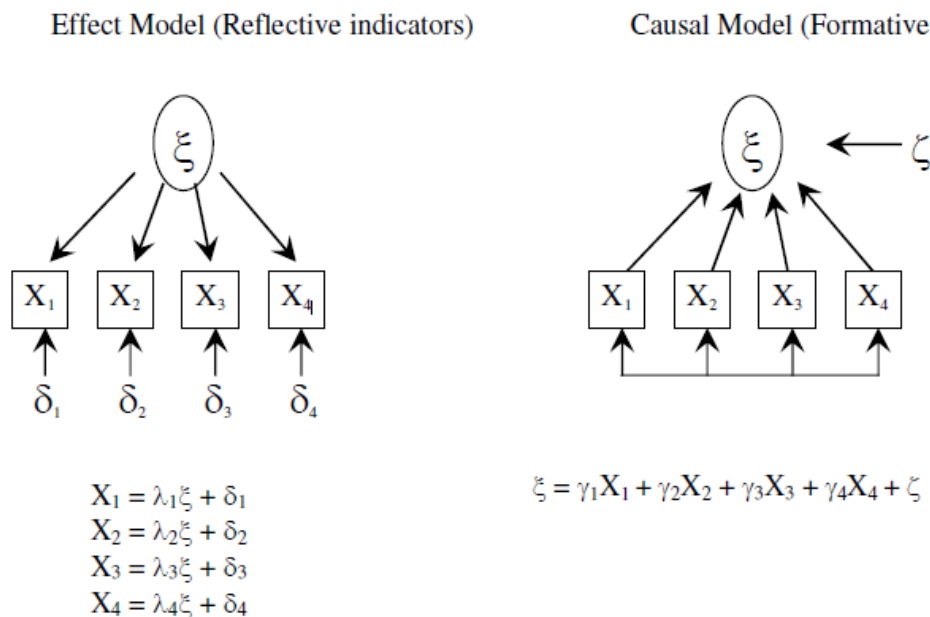 Effect Model (Reflective indicators)
ξ
X₁ X₂ X₃ X₄
δ₁ δ₂ δ₃ δ₄
X₁ = λ₁ξ + δ₁
X₂ = λ₂ξ + δ₂
X₃ = λ₃ξ + δ₃
X₄ = λ₄ξ + δ₄
Causal Model (Formative
ξ ζ
X₁ X₂ X₃ X₄
ξ = γ₁X₁ + γ₂X₂ + γ₃X₃ + γ₄X₄ + ζ